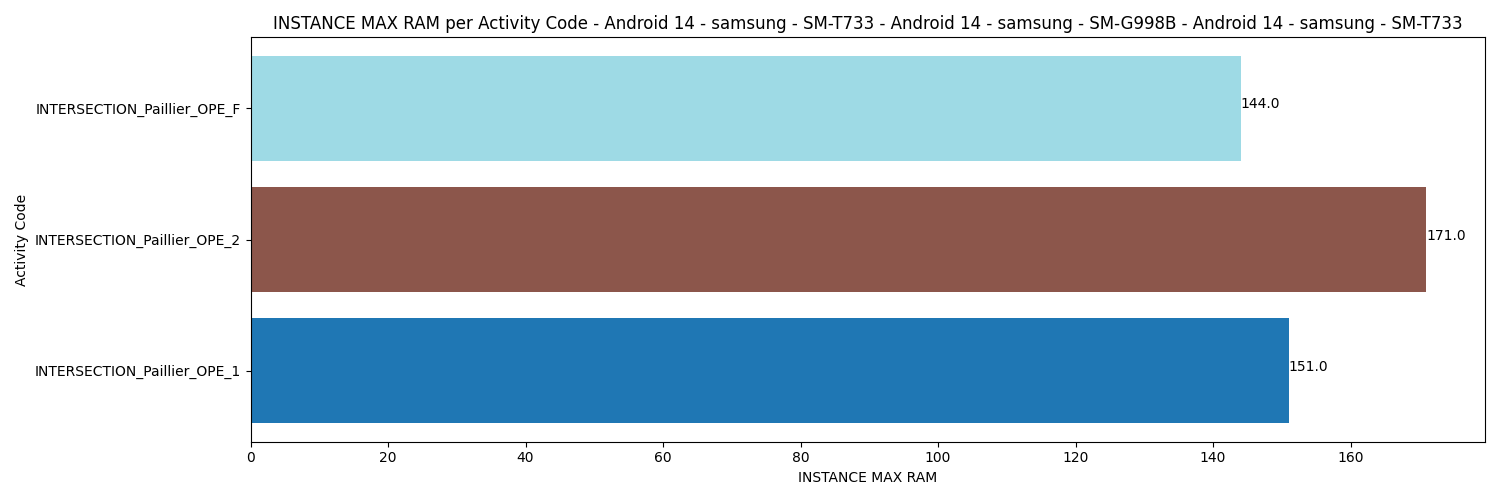 INSTANCE MAX RAM per Activity Code - Android 14 - samsung - SM-T733 - Android 14 - samsung - SM-G998B - Android 14 - samsung - SM-T733
INTERSECTION_Paillier_OPE_F
144.0
INTERSECTION_Paillier_OPE_2
171.0
INTERSECTION_Paillier_OPE_1
151.0
Activity Code
0 20 40 60 80 100 120 140 160
INSTANCE MAX RAM